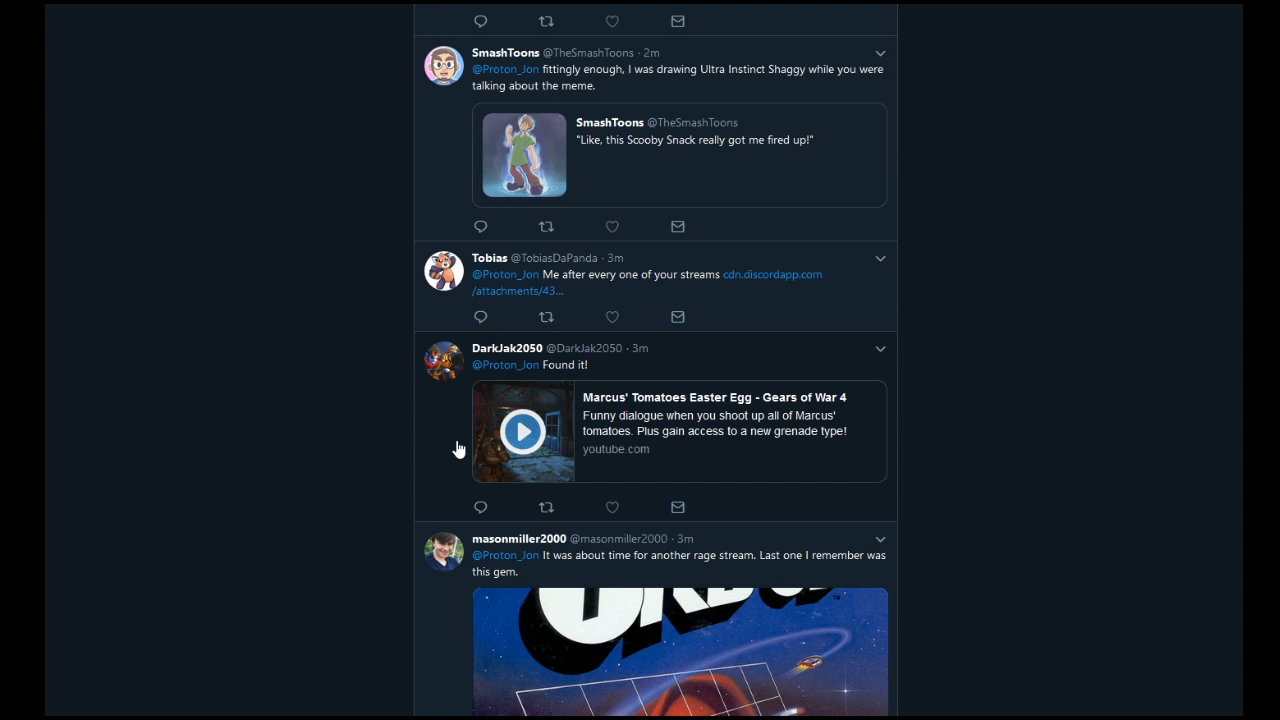 SmashToons @TheSmashToons · 2m
@Proton_Jon fittingly enough, I was drawing Ultra Instinct Shaggy while you were
talking about the meme.
SmashToons @TheSmashToons
"Like, this Scooby Snack really got me fired up!"
Tobias @TobiasDaPanda · 3m
@Proton_Jon Me after every one of your streams cdn.discordapp.com
/attachments/43...
DarkJak2050 @DarkJak2050 · 3m
@Proton_Jon Found it!
Marcus' Tomatoes Easter Egg - Gears of War 4
Funny dialogue when you shoot up all of Marcus'
tomatoes. Plus gain access to a new grenade type!
youtube.com
masonmiller2000 @masonmiller2000 · 3m
@Proton_Jon It was about time for another rage stream. Last one I remember was
this gem.